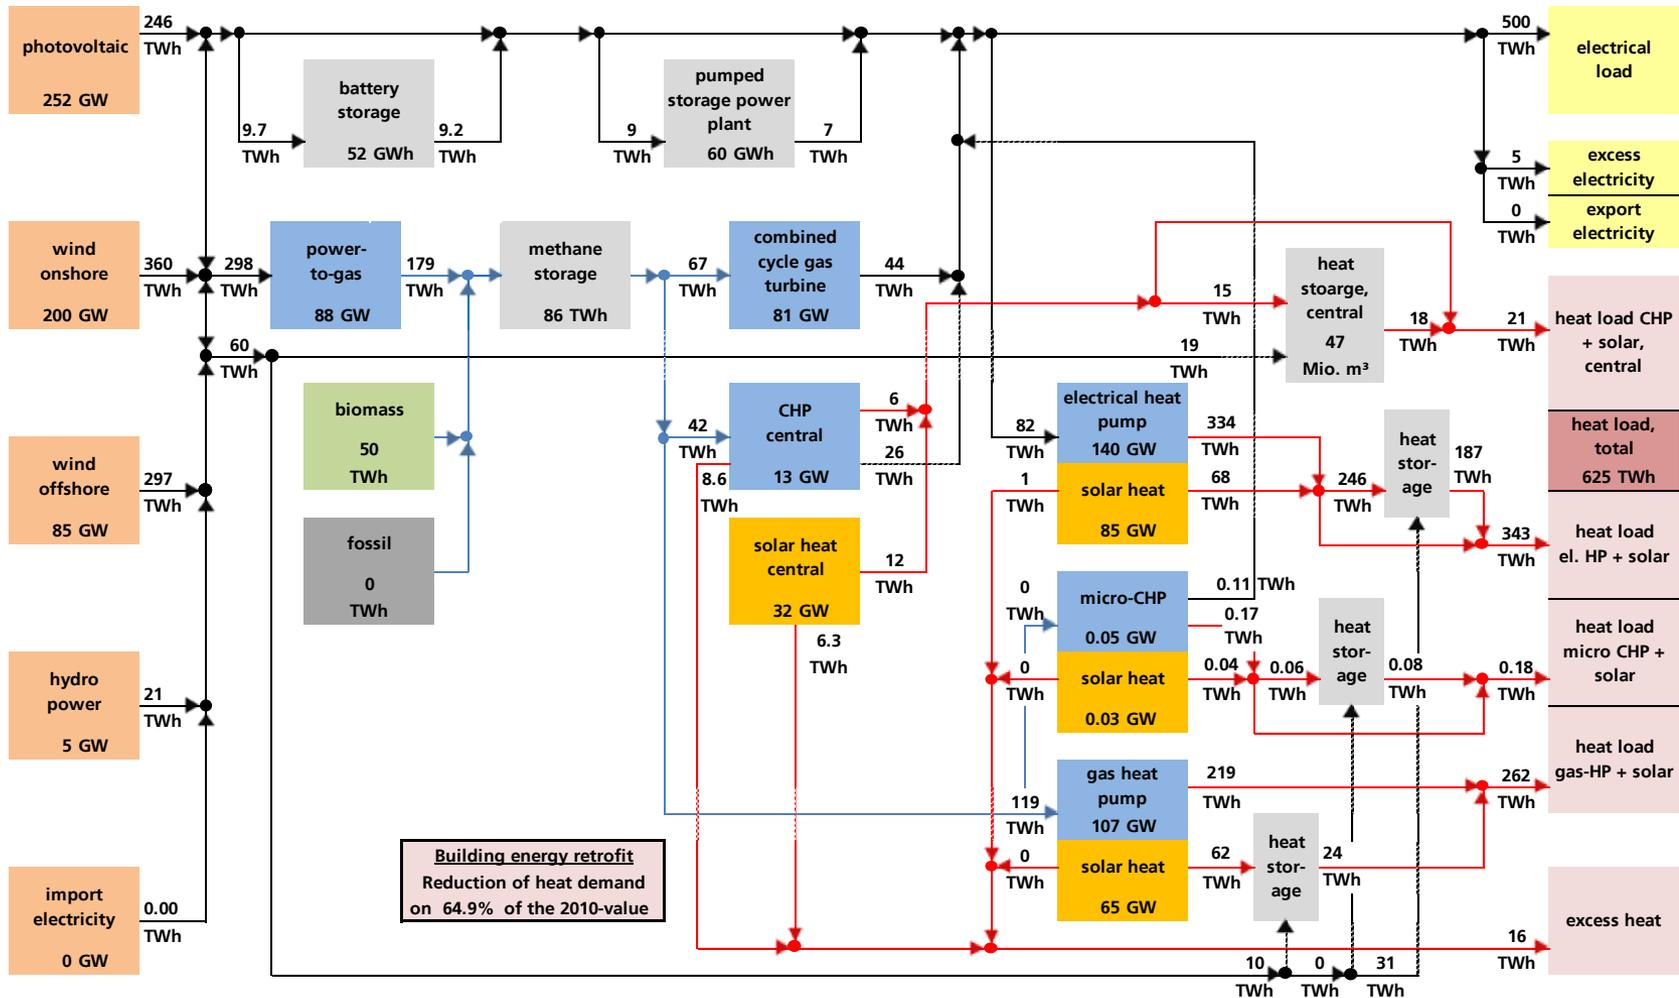 246
TWh
photovoltaic
252 GW
9.7
TWh
battery
storage
52 GWh
9.2
TWh
9
TWh
pumped
storage power
plant
60 GWh
7
TWh
500
TWh
electrical
load
5
TWh
excess
electricity
0
TWh
export
electricity
wind
onshore
200 GW
360
TWh
298
TWh
power-
to-gas
88 GW
179
TWh
methane
storage
86 TWh
67
TWh
combined
cycle gas
turbine
81 GW
44
TWh
15
TWh
heat
stoarge,
central
47
Mio. m³
18
TWh
21
TWh
heat load CHP
+ solar,
central
60
TWh
19
TWh
biomass
50
TWh
42
TWh
CHP
central
13 GW
6
TWh
26
TWh
8.6
TWh
82
TWh
electrical heat
pump
140 GW
334
TWh
1
TWh
solar heat
85 GW
68
TWh
246
TWh
heat
stor-
age
187
TWh
heat load,
total
625 TWh
343
TWh
heat load
el. HP + solar
wind
offshore
85 GW
297
TWh
fossil
0
TWh
solar heat
central
32 GW
12
TWh
6.3
TWh
0
TWh
micro-CHP
0.05 GW
0.11 TWh
0.17
TWh
0
TWh
solar heat
0.03 GW
0.04
TWh
0.06
TWh
heat
stor-
age
0.08
TWh
0.18
TWh
heat load
micro CHP +
solar
hydro
power
5 GW
21
TWh
119
TWh
gas heat
pump
107 GW
219
TWh
262
TWh
heat load
gas-HP + solar
0
TWh
solar heat
65 GW
62
TWh
heat
stor-
age
24
TWh
Building energy retrofit
Reduction of heat demand
on 64.9% of the 2010-value
import
electricity
0 GW
0.00
TWh
16
TWh
excess heat
10
TWh
0
TWh
31
TWh